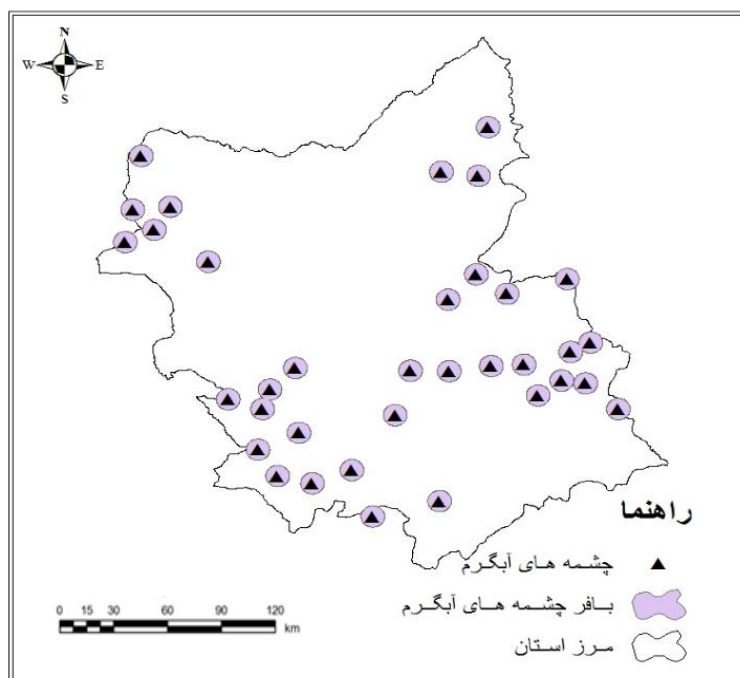 N
W E
S
راهنما
چشمه های آبگرم
بافر چشمه های آبگرم
مرز استان
0 15 30 60 90 120
km